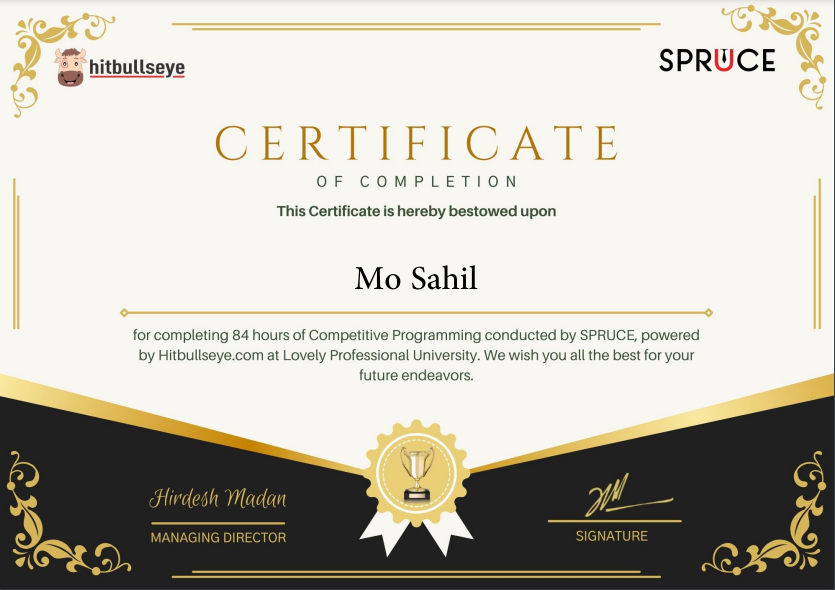 hitbullseye
SPRUCE
CERTIFICATE
OF COMPLETION
This Certificate is hereby bestowed upon
Mo Sahil
for completing 84 hours of Competitive Programming conducted by SPRUCE, powered
by Hitbullseye.com at Lovely Professional University. We wish you all the best for your
future endeavors.
Hirdesh Madan
MANAGING DIRECTOR
SIGNATURE